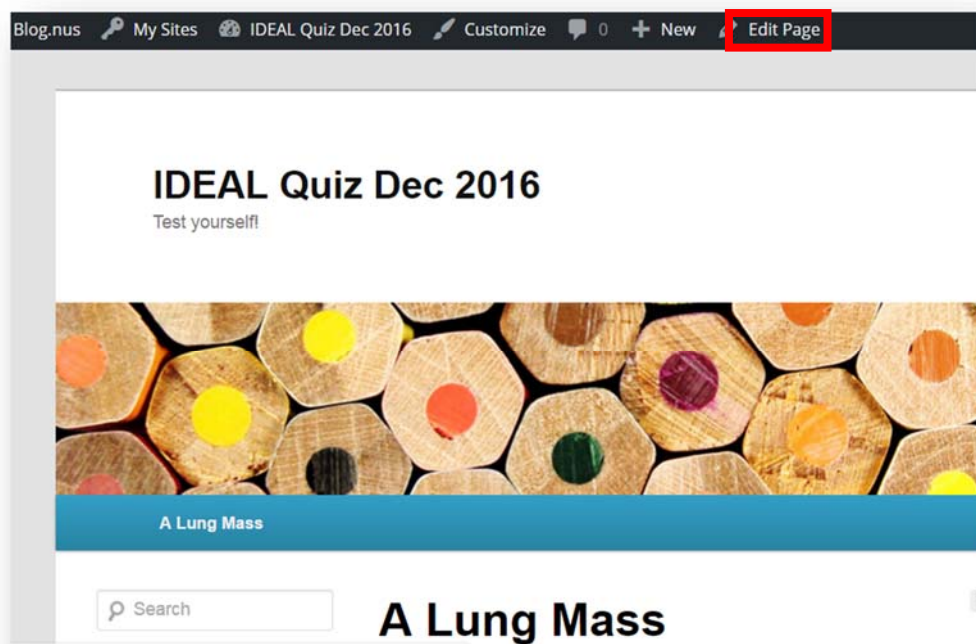 Blog.nus My Sites IDEAL Quiz Dec 2016 Customize 0 New Edit Page
IDEAL Quiz Dec 2016
Test yourself!
A Lung Mass
Search
A Lung Mass